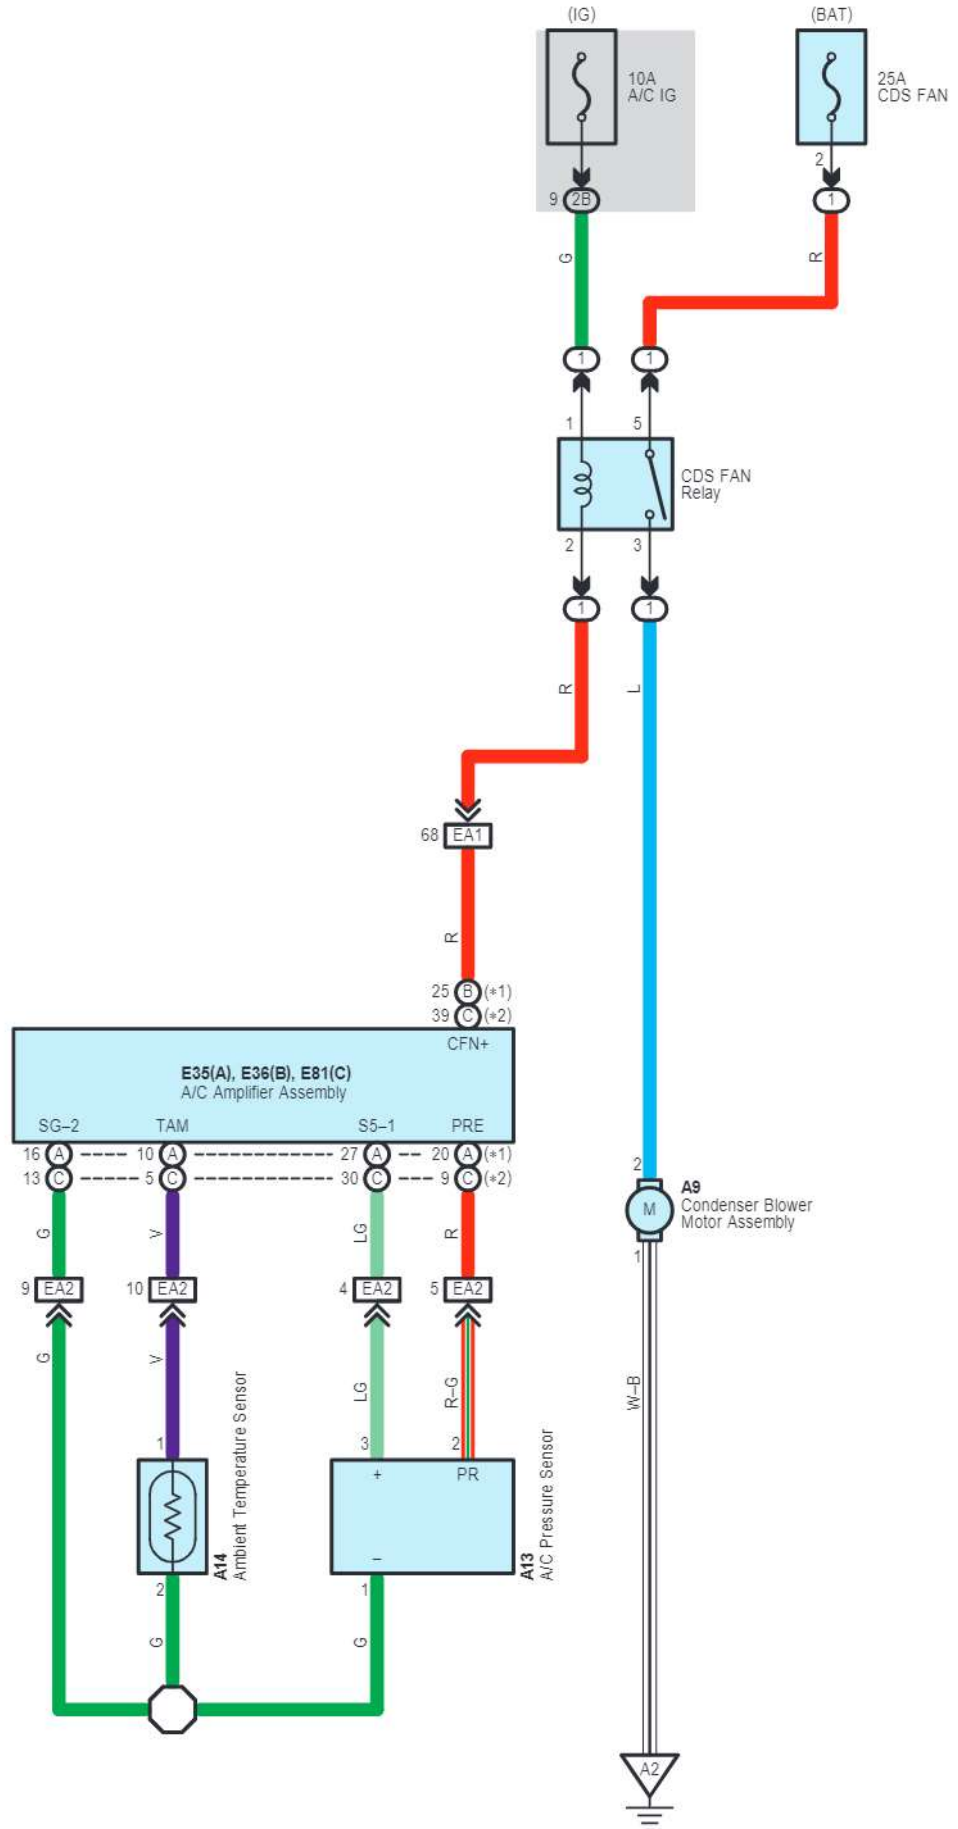 (IG)
(BAT)
10A
A/C IG
25A
CDS FAN
2
9
2B
1
G
R
1
1
1
5
CDS FAN
Relay
2
3
1
1
R
L
68
EA1
R
25
B
(*1)
39
C
(*2)
CFN+
E35(A), E36(B), E81(C)
A/C Amplifier Assembly
SG–2
TAM
S5–1
PRE
16
A
10
A
27
A
20
A
(*1)
13
C
5
C
30
C
9
C
(*2)
2
A9
Condenser Blower
Motor Assembly
M
1
G
V
LG
R
9
EA2
10
EA2
4
EA2
5
EA2
G
V
LG
R–G
W–B
1
3
2
+
PR
–
A14
Ambient Temperature Sensor
A13
A/C Pressure Sensor
2
1
G
G
A2